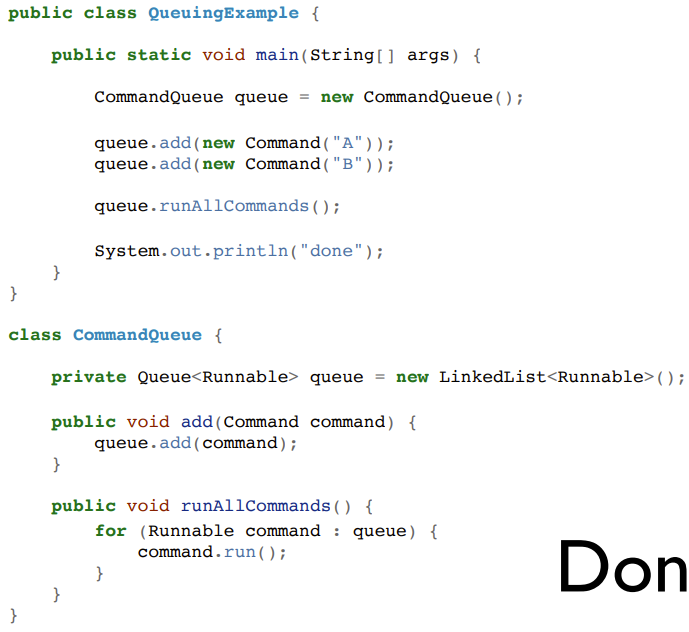 public class QueuingExample {
    public static void main(String[] args) {
        CommandQueue queue = new CommandQueue();
        queue.add(new Command("A"));
        queue.add(new Command("B"));
        queue.runAllCommands();
        System.out.println("done");
    }
}
class CommandQueue {
    private Queue<Runnable> queue = new LinkedList<Runnable>();
    public void add(Command command) {
        queue.add(command);
    }
    public void runAllCommands() {
        for (Runnable command : queue) {
            command.run();
        }
    }
}
Don